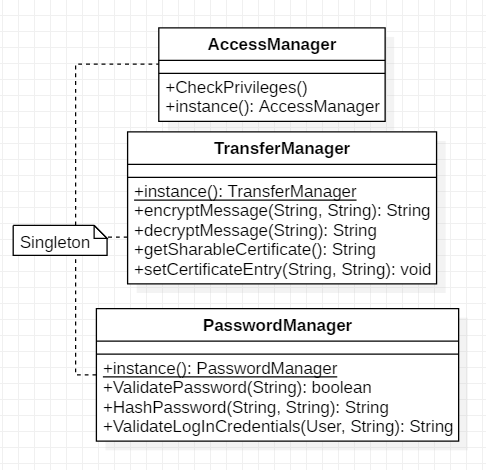 AccessManager
+CheckPrivileges()
+instance(): AccessManager
TransferManager
+instance(): TransferManager
+encryptMessage(String, String): String
+decryptMessage(String): String
+getSharableCertificate(): String
+setCertificateEntry(String, String): void
Singleton
PasswordManager
+instance(): PasswordManager
+ValidatePassword(String): boolean
+HashPassword(String, String): String
+ValidateLogInCredentials(User, String): String